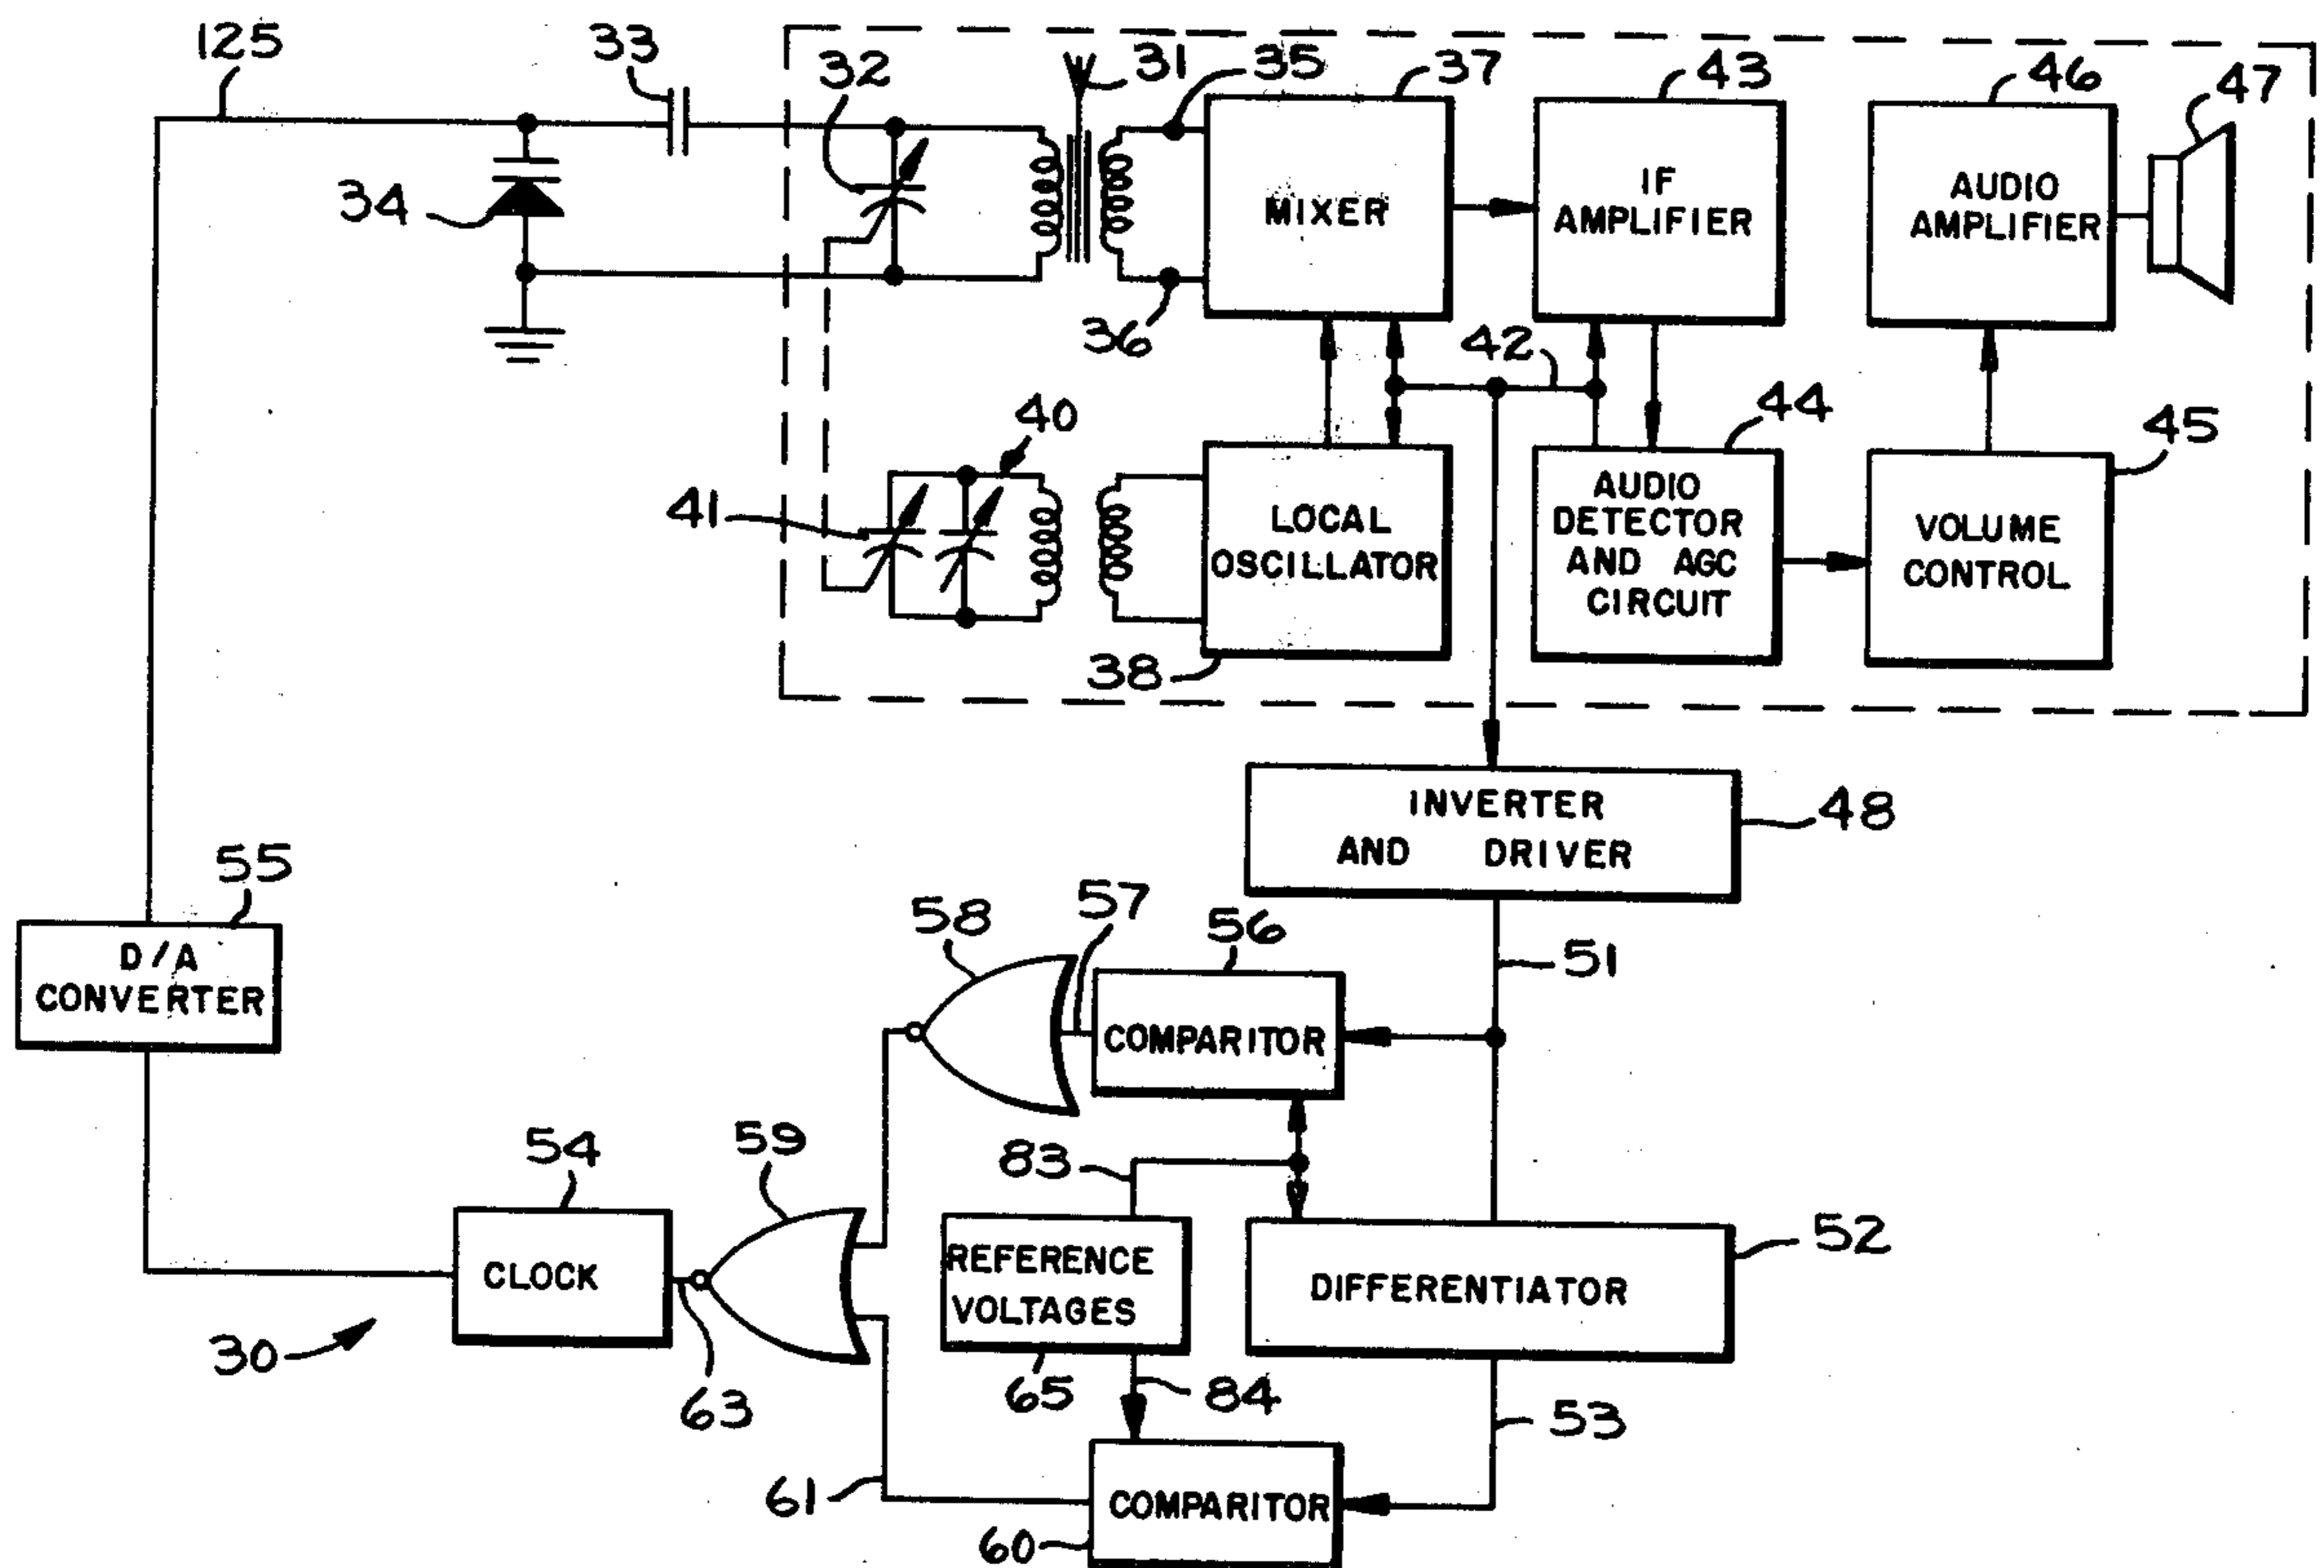 125
33
32
31
35
37
43
46
47
34
MIXER
IF
AMPLIFIER
AUDIO
AMPLIFIER
36
42
40
44
45
41
LOCAL
OSCILLATOR
AUDIO
DETECTOR
AND AGC
CIRCUIT
VOLUME
CONTROL
38
INVERTER
AND DRIVER
48
55
D/A
CONVERTER
58
57
56
51
COMPARITOR
54
59
83
CLOCK
REFERENCE
VOLTAGES
DIFFERENTIATOR
52
30
63
65
84
53
61
COMPARITOR
60